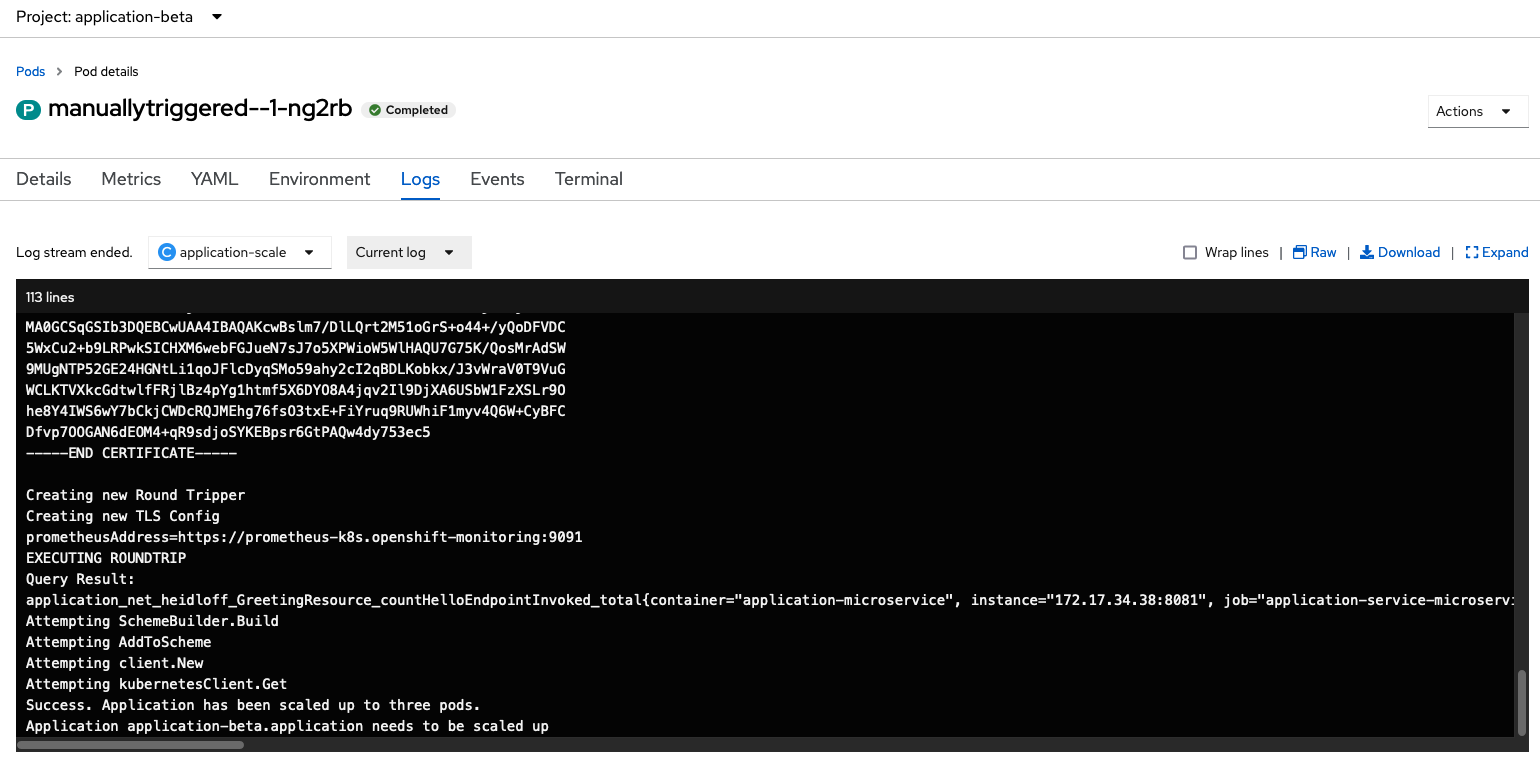 Project: application-beta
Pods > Pod details
P manuallytriggered--1-ng2rb Completed
Actions
Details Metrics YAML Environment Logs Events Terminal
Log stream ended. C application-scale Current log Wrap lines | Raw | Download | Expand
113 lines
MA0GCSqGSIb3DQEBCwUAA4IBAQAKcwBslm7/DlLQrt2M51oGrS+o44+/yQoDFVDC
5WxCu2+b9LRPwkSICHXM6webFGJueN7sJ7o5XPWioW5WlHAQU7G75K/QosMrAdSW
9MUgNTP52GE24HGNtLi1qoJFlcDyqSMo59ahy2cI2qBDLKobkx/J3vWraV0T9VuG
WCLKTVXkcGdtwlfFRjlBz4pYg1htmf5X6DYO8A4jqv2Il9DjXA6USbW1FzXSLr9O
he8Y4IWS6wY7bCkjCWDcRQJMEhg76fsO3txE+FiYruq9RUWhiF1myv4Q6W+CyBFC
Dfvp7OOGAN6dEOM4+qR9sdjoSYKEBpsr6GtPAQw4dy753ec5
-----END CERTIFICATE-----
Creating new Round Tripper
Creating new TLS Config
prometheusAddress=https://prometheus-k8s.openshift-monitoring:9091
EXECUTING ROUNDTRIP
Query Result:
application_net_heidloff_GreetingResource_countHelloEndpointInvoked_total{container="application-microservice", instance="172.17.34.38:8081", job="application-service-microservi
Attempting SchemeBuilder.Build
Attempting AddToScheme
Attempting client.New
Attempting kubernetesClient.Get
Success. Application has been scaled up to three pods.
Application application-beta.application needs to be scaled up